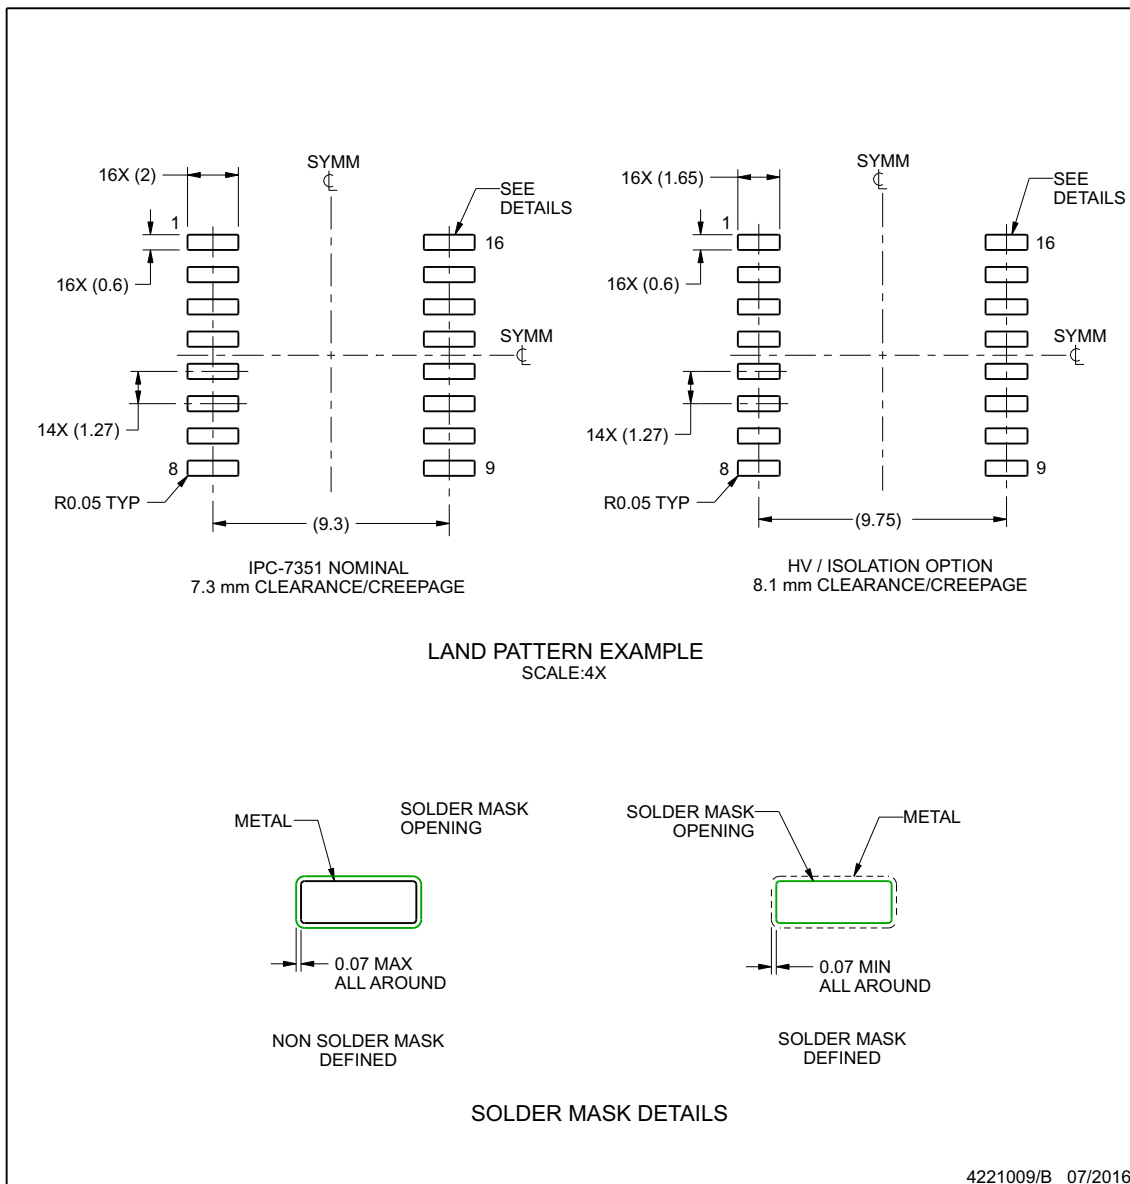 SYMM
16X (2)
SEE
DETAILS
1
16
16X (0.6)
SYMM
14X (1.27)
8
9
R0.05 TYP
(9.3)
IPC-7351 NOMINAL
7.3 mm CLEARANCE/CREEPAGE
SYMM
16X (1.65)
SEE
DETAILS
1
16
16X (0.6)
SYMM
14X (1.27)
8
9
R0.05 TYP
(9.75)
HV / ISOLATION OPTION
8.1 mm CLEARANCE/CREEPAGE
LAND PATTERN EXAMPLE
SCALE:4X
METAL
SOLDER MASK
OPENING
0.07 MAX
ALL AROUND
NON SOLDER MASK
DEFINED
SOLDER MASK
OPENING
METAL
0.07 MIN
ALL AROUND
SOLDER MASK
DEFINED
SOLDER MASK DETAILS
4221009/B 07/2016